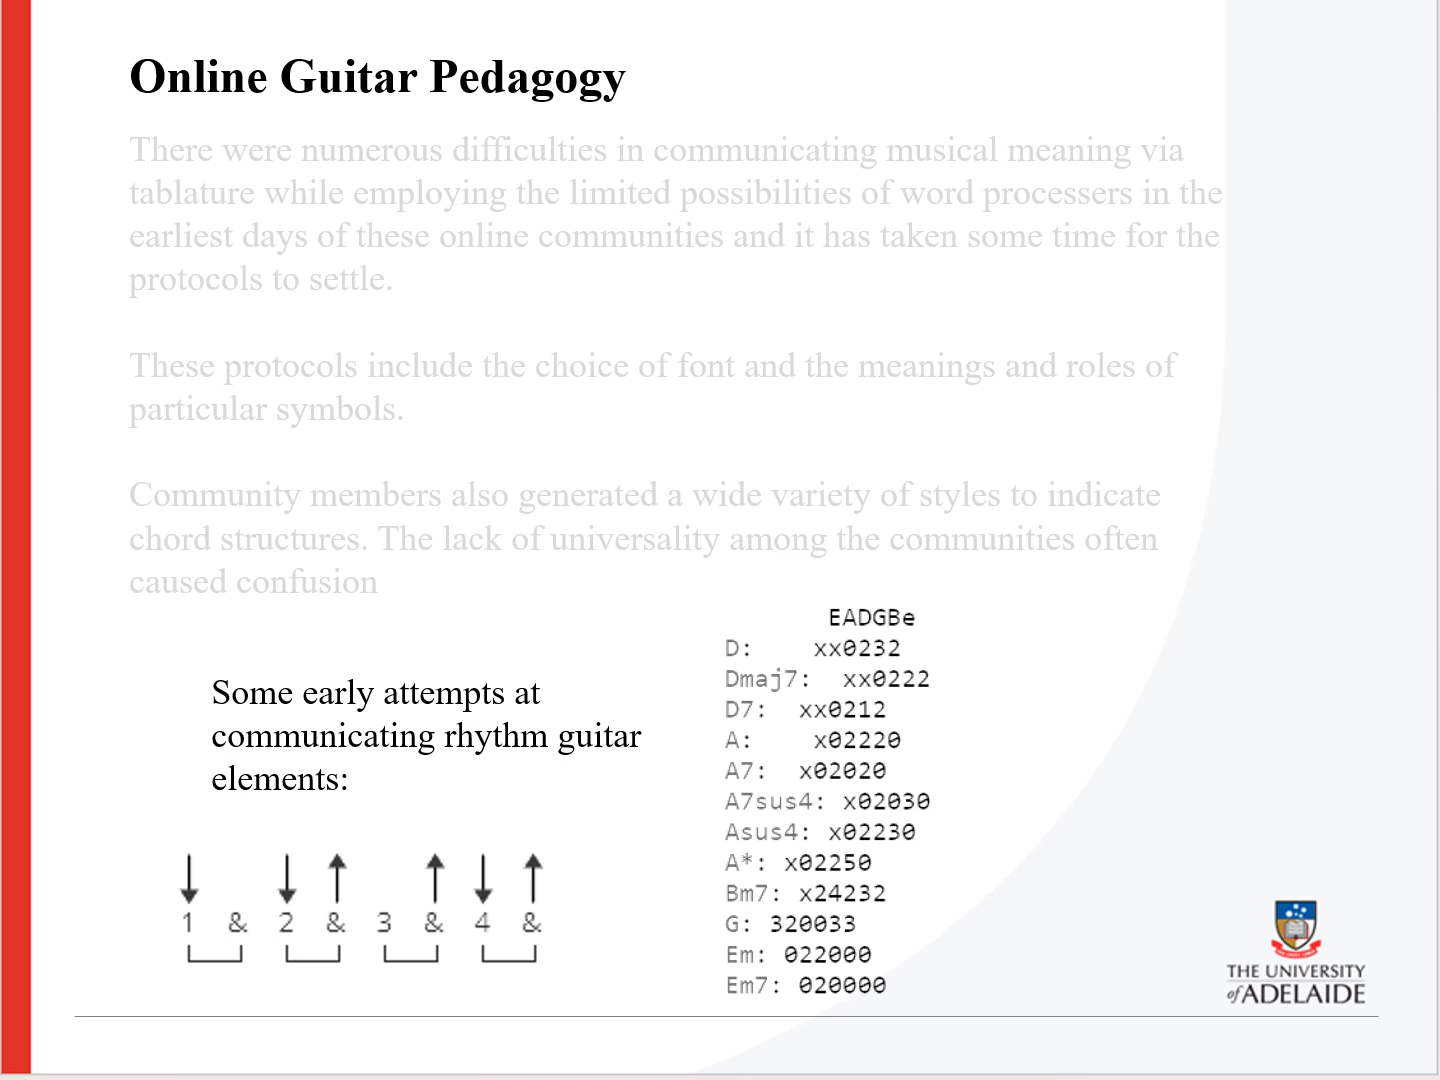 Online Guitar Pedagogy
There were numerous difficulties in communicating musical meaning via
tablature while employing the limited possibilities of word processers in the
earliest days of these online communities and it has taken some time for the
protocols to settle.
These protocols include the choice of font and the meanings and roles of
particular symbols.
Community members also generated a wide variety of styles to indicate
chord structures. The lack of universality among the communities often
caused confusion
Some early attempts at
communicating rhythm guitar
elements:
1 & 2 & 3 & 4 &
EADGBe
D: xx0232
Dmaj7: xx0222
D7: xx0212
A: x02220
A7: x02020
A7sus4: x02030
Asus4: x02230
A*: x02250
Bm7: x24232
G: 320033
Em: 022000
Em7: 020000
THE UNIVERSITY
of ADELAIDE